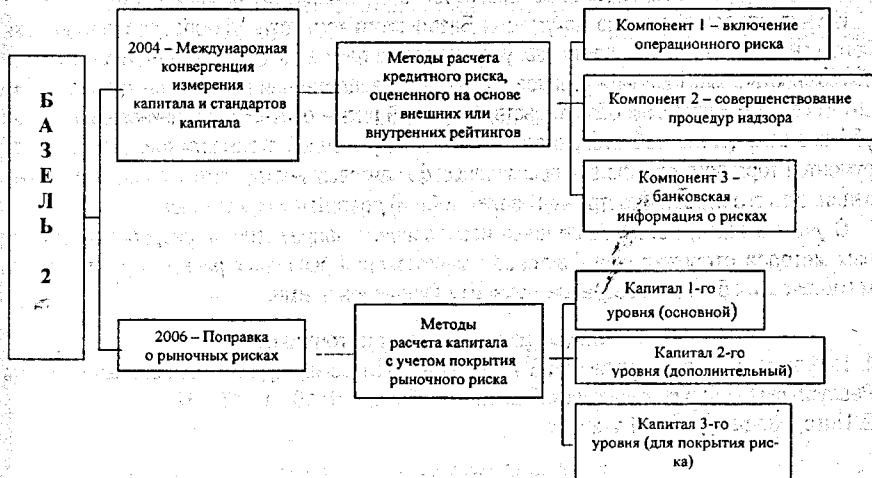 БАЗЕЛЬ 2
2004 – Международная
конвергенция
измерения
капитала и стандартов
капитала
Методы расчета
кредитного риска,
оцененного на основе
внешних или
внутренних рейтингов
Компонент 1 – включение
операционного риска
Компонент 2 – совершенствование
процедур надзора
Компонент 3 –
банковская
информация о рисках
2006 – Поправка
о рыночных рисках
Методы
расчета капитала
с учетом покрытия
рыночного риска
Капитал 1-го
уровня (основной)
Капитал 2-го
уровня (дополнительный)
Капитал 3-го
уровня (для покрытия рис-
ка)